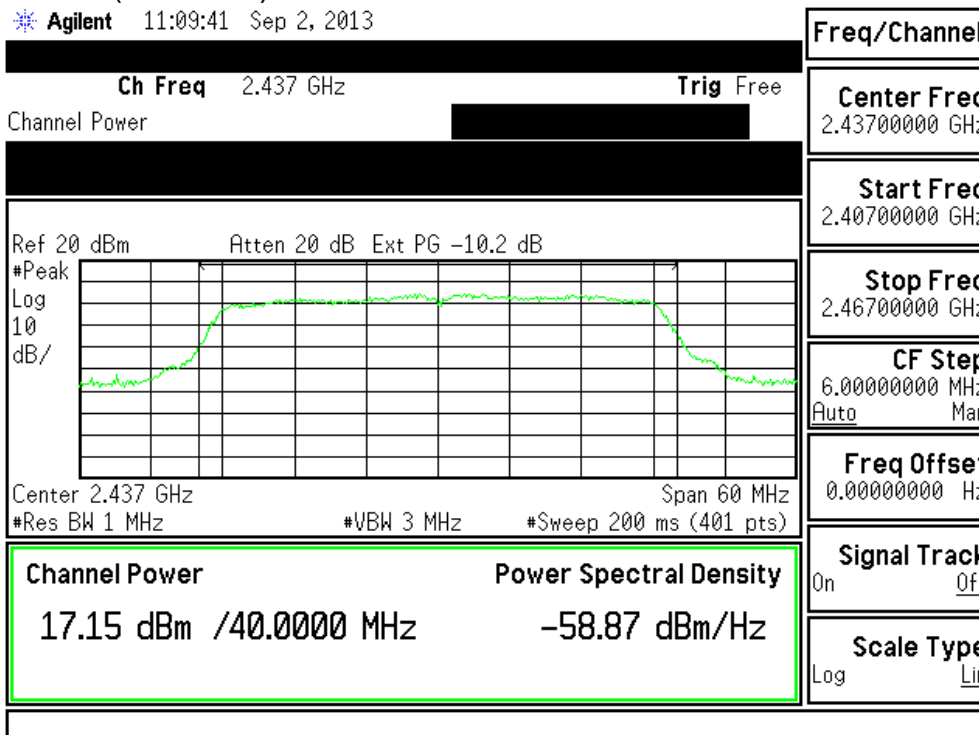 Agilent 11:09:41 Sep 2, 2013
Ch Freq 2.437 GHz Trig Free
Channel Power
Ref 20 dBm Atten 20 dB Ext PG -10.2 dB
#Peak
Log
10
dB/
Center 2.437 GHz Span 60 MHz
#Res BW 1 MHz #VBW 3 MHz #Sweep 200 ms (401 pts)
Channel Power Power Spectral Density
17.15 dBm /40.0000 MHz -58.87 dBm/Hz
Freq/Channel
Center Freq
2.43700000 GHz
Start Freq
2.40700000 GHz
Stop Freq
2.46700000 GHz
CF Step
6.00000000 MHz
Auto Man
Freq Offset
0.00000000 Hz
Signal Track
On Off
Scale Type
Log Lin